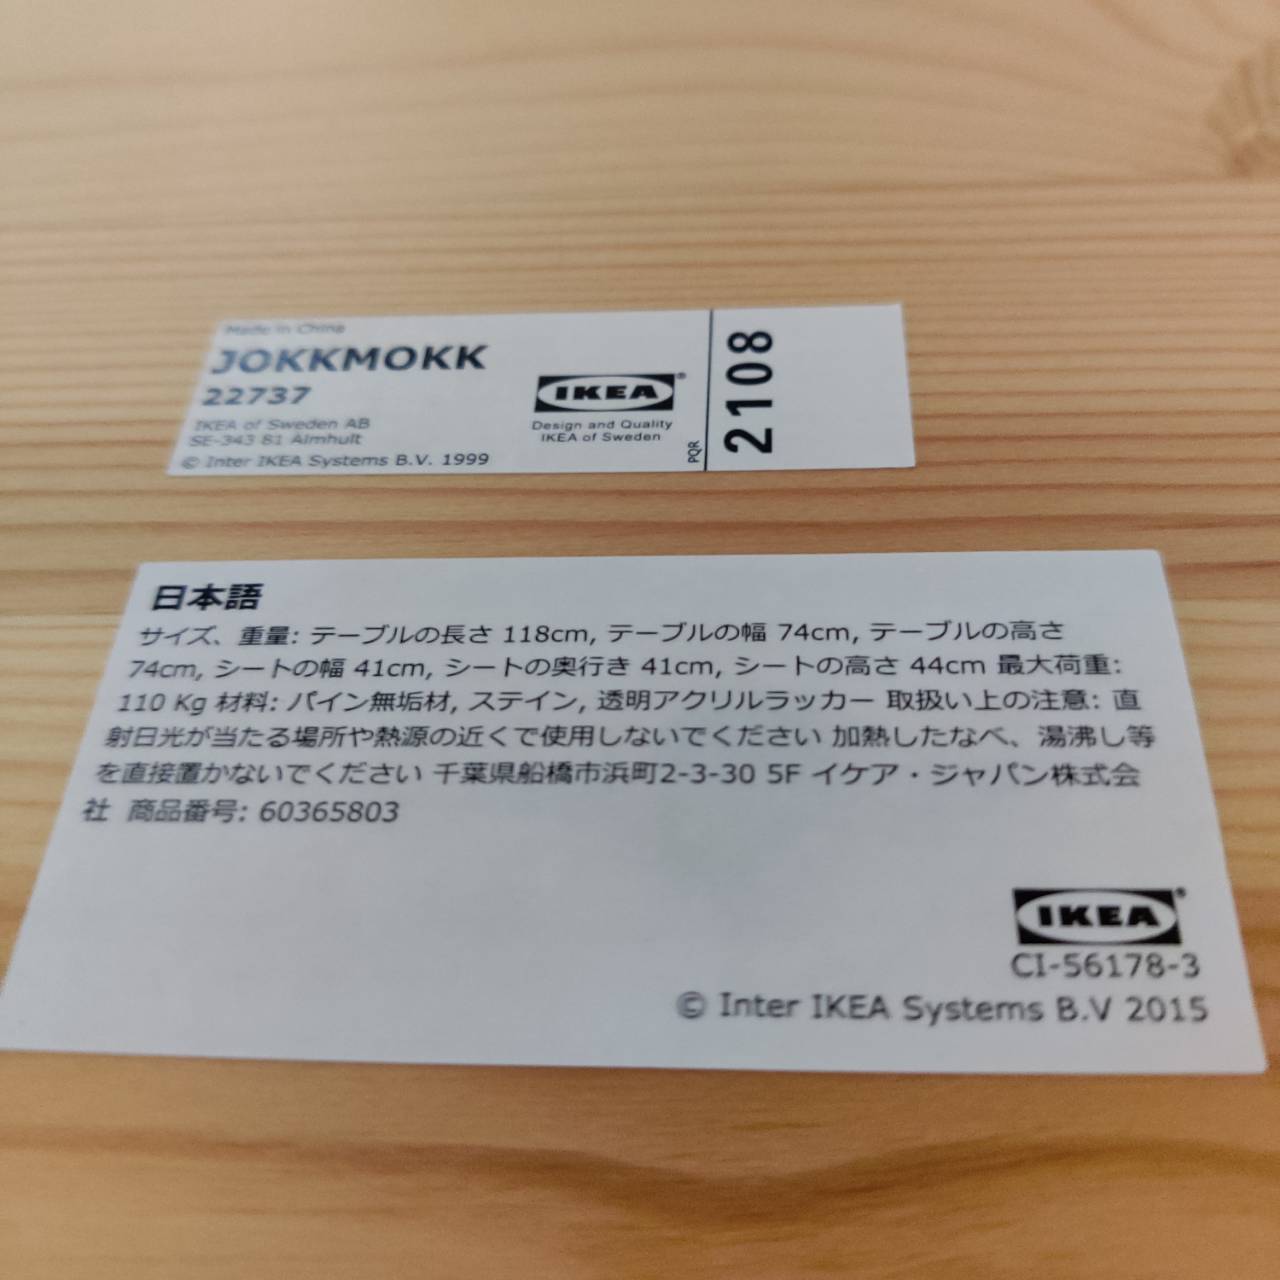 Made in China
JOKKMOKK
22737
IKEA of Sweden AB
SE-343 81 Älmhult
© Inter IKEA Systems B.V. 1999
IKEA®
Design and Quality
IKEA of Sweden
PQR
2108
日本語
サイズ、重量: テーブルの長さ 118cm, テーブルの幅 74cm, テーブルの高さ
74cm, シートの幅 41cm, シートの奥行き 41cm, シートの高さ 44cm 最大荷重:
110 Kg 材料: パイン無垢材, ステイン, 透明アクリルラッカー 取扱い上の注意: 直
射日光が当たる場所や熱源の近くで使用しないでください 加熱したなべ、湯沸し等
を直接置かないでください 千葉県船橋市浜町2-3-30 5F イケア・ジャパン株式会
社 商品番号: 60365803
IKEA®
CI-56178-3
© Inter IKEA Systems B.V 2015